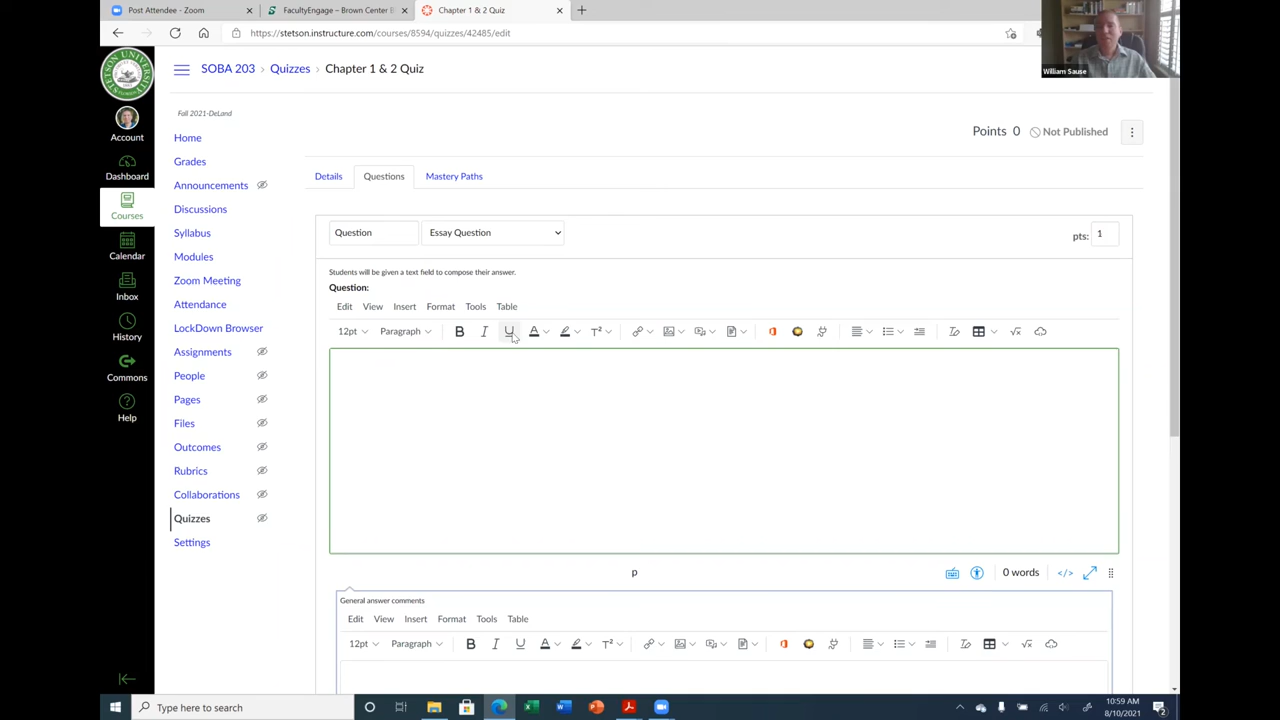 Post Attendee - Zoom
FacultyEngage – Brown Center
Chapter 1 & 2 Quiz
https://stetson.instructure.com/courses/8594/quizzes/42485/edit
William Sause
STETSON UNIVERSITY
SOBA 203 › Quizzes › Chapter 1 & 2 Quiz
Account
Dashboard
Courses
Calendar
Inbox
History
Commons
Help
Fall 2021-DeLand
Home
Grades
Announcements
Discussions
Syllabus
Modules
Zoom Meeting
Attendance
LockDown Browser
Assignments
People
Pages
Files
Outcomes
Rubrics
Collaborations
Quizzes
Settings
Points 0 Not Published
Details Questions Mastery Paths
Question Essay Question pts: 1
Students will be given a text field to compose their answer.
Question:
Edit View Insert Format Tools Table
12pt Paragraph B I U A T²
p 0 words </>
General answer comments
Edit View Insert Format Tools Table
12pt Paragraph B I U A T²
Type here to search
10:59 AM
8/10/2021
2